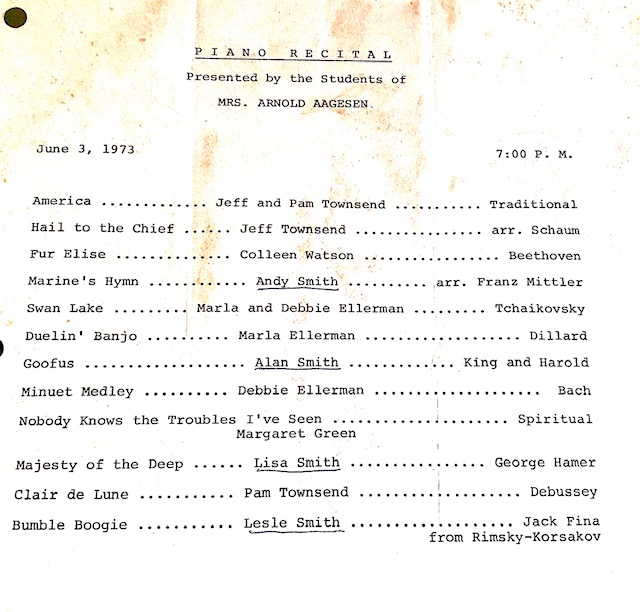 PIANO RECITAL
Presented by the Students of
MRS. ARNOLD AAGESEN.
June 3, 1973
7:00 P. M.
America ............. Jeff and Pam Townsend ........... Traditional
Hail to the Chief ...... Jeff Townsend ................ arr. Schaum
Fur Elise .............. Colleen Watson ................. Beethoven
Marine's Hymn ............ Andy Smith .......... arr. Franz Mittler
Swan Lake ......... Marla and Debbie Ellerman ......... Tchaikovsky
Duelin' Banjo .......... Marla Ellerman ................... Dillard
Goofus .................... Alan Smith ............. King and Harold
Minuet Medley .......... Debbie Ellerman ..................... Bach
Nobody Knows the Troubles I've Seen ...................... Spiritual
Margaret Green
Majesty of the Deep ...... Lisa Smith ................. George Hamer
Clair de Lune ........... Pam Townsend .................... Debussey
Bumble Boogie ........... Lesle Smith .................... Jack Fina
from Rimsky-Korsakov